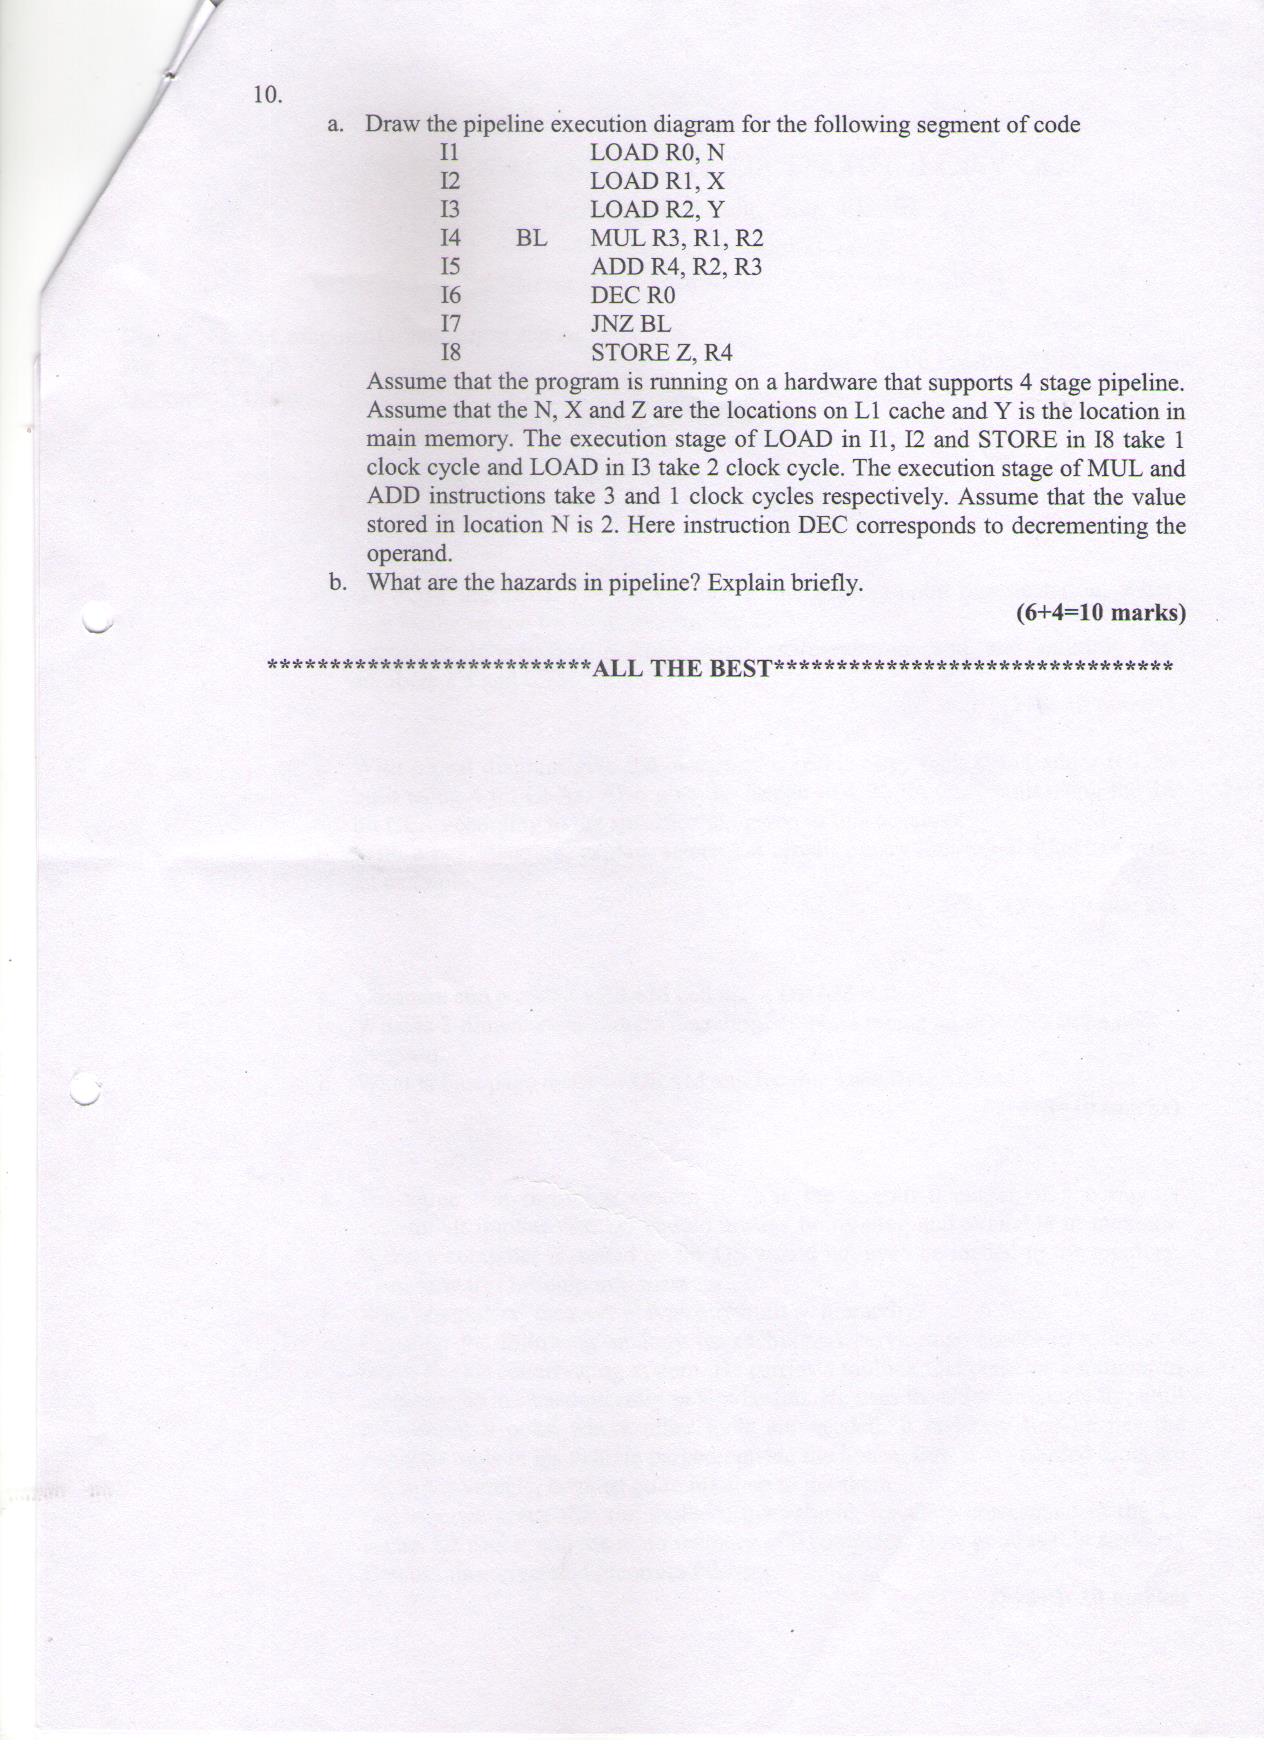 10.
a. Draw the pipeline execution diagram for the following segment of code
I1 LOAD R0, N
I2 LOAD R1, X
I3 LOAD R2, Y
I4 BL MUL R3, R1, R2
I5 ADD R4, R2, R3
I6 DEC R0
I7 JNZ BL
I8 STORE Z, R4
Assume that the program is running on a hardware that supports 4 stage pipeline.
Assume that the N, X and Z are the locations on L1 cache and Y is the location in
main memory. The execution stage of LOAD in I1, I2 and STORE in I8 take 1
clock cycle and LOAD in I3 take 2 clock cycle. The execution stage of MUL and
ADD instructions take 3 and 1 clock cycles respectively. Assume that the value
stored in location N is 2. Here instruction DEC corresponds to decrementing the
operand.
b. What are the hazards in pipeline? Explain briefly.
(6+4=10 marks)
**************************ALL THE BEST********************************